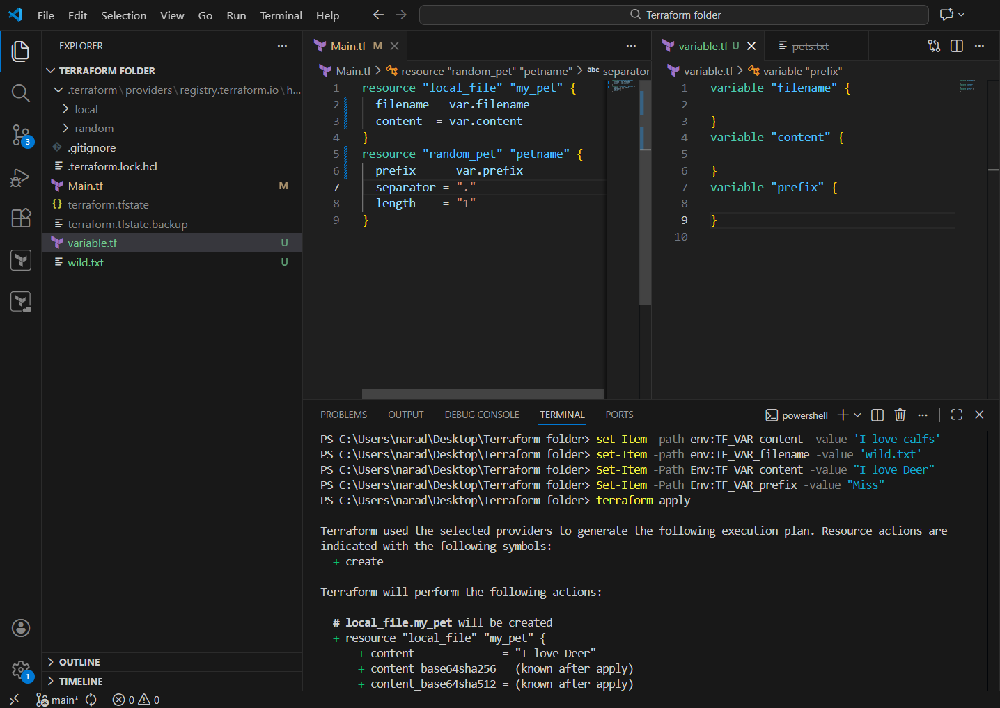 File Edit Selection View Go Run Terminal Help
Terraform folder
EXPLORER
TERRAFORM FOLDER
.terraform\providers\registry.terraform.io\h...
local
random
.gitignore
.terraform.lock.hcl
Main.tf M
terraform.tfstate
terraform.tfstate.backup
variable.tf U
wild.txt U
OUTLINE
TIMELINE
Main.tf M
Main.tf > resource "random_pet" "petname" > abc separator
1 resource "local_file" "my_pet" {
2 filename = var.filename
3 content = var.content
4 }
5 resource "random_pet" "petname" {
6 prefix = var.prefix
7 separator = "."
8 length = "1"
9 }
variable.tf U
pets.txt
variable.tf > variable "prefix"
1 variable "filename" {
2
3 }
4 variable "content" {
5
6 }
7 variable "prefix" {
8
9 }
10
PROBLEMS OUTPUT DEBUG CONSOLE TERMINAL PORTS
powershell
PS C:\Users\narad\Desktop\Terraform folder> set-Item -path env:TF_VAR content -value 'I love calfs'
PS C:\Users\narad\Desktop\Terraform folder> set-Item -path env:TF_VAR_filename -value 'wild.txt'
PS C:\Users\narad\Desktop\Terraform folder> Set-Item -Path Env:TF_VAR_content -value "I love Deer"
PS C:\Users\narad\Desktop\Terraform folder> Set-Item -Path Env:TF_VAR_prefix -value "Miss"
PS C:\Users\narad\Desktop\Terraform folder> terraform apply
Terraform used the selected providers to generate the following execution plan. Resource actions are
indicated with the following symbols:
+ create
Terraform will perform the following actions:
# local_file.my_pet will be created
+ resource "local_file" "my_pet" {
+ content = "I love Deer"
+ content_base64sha256 = (known after apply)
+ content_base64sha512 = (known after apply)
3
1
main* 0 0